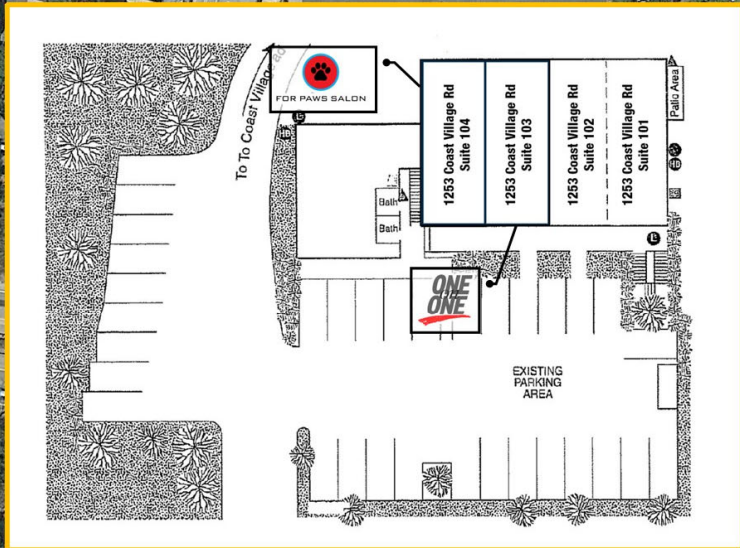 To To Coast Village
FOR PAWS SALON
1253 Coast Village Rd
Suite 104
1253 Coast Village Rd
Suite 103
1253 Coast Village Rd
Suite 102
1253 Coast Village Rd
Suite 101
Patio Area
Bath
Bath
ONE
ONE
EXISTING
PARKING
AREA